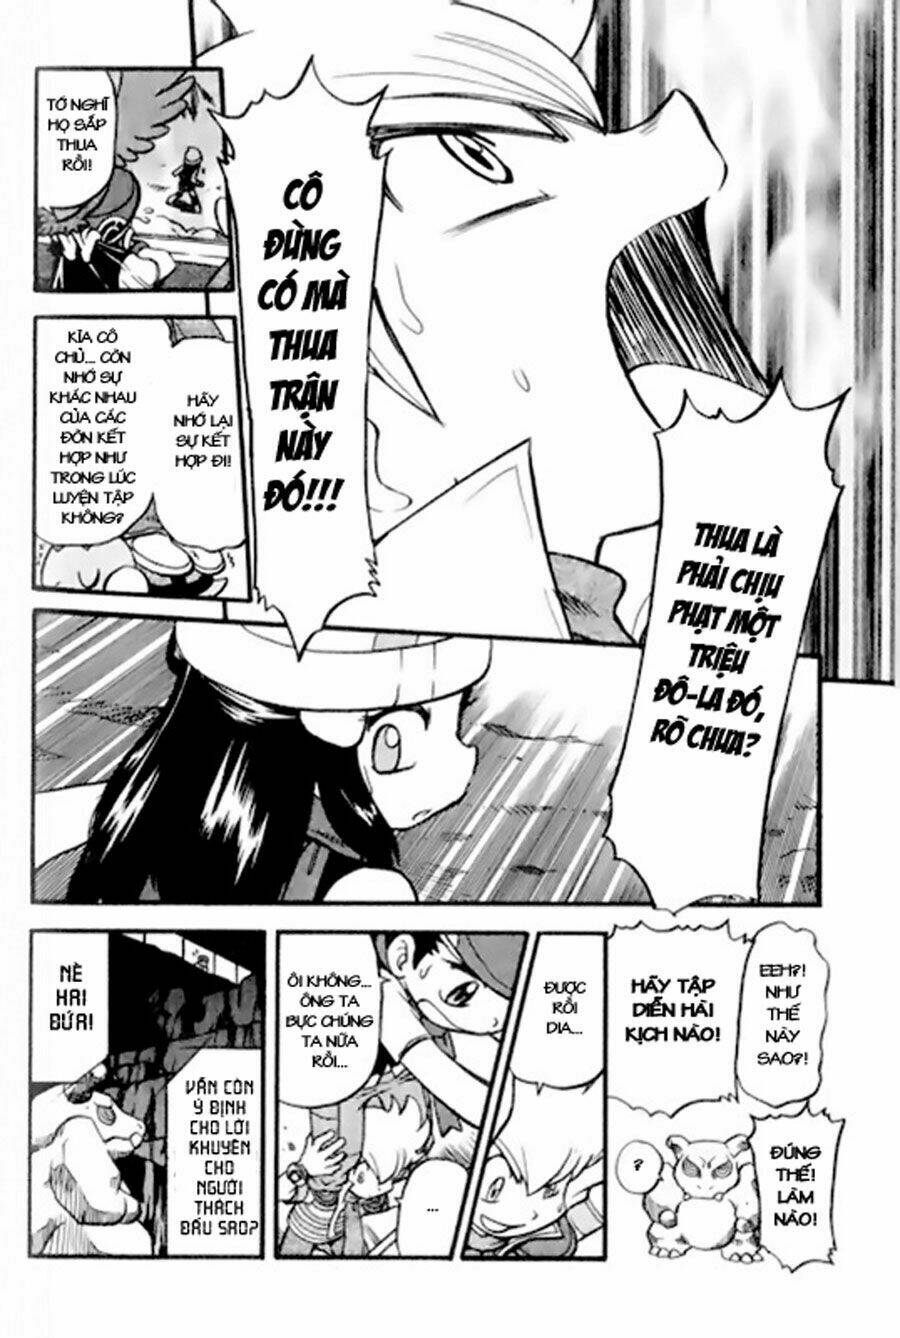 TỚ NGHĨ
HỌ SẮP
THUA
RỒI!
CÔ
ĐỪNG
CÓ MÀ
THUA
TRẬN
NÀY
ĐÓ!!!
THUA LÀ
PHẢI CHỊU
PHẠT MỘT
TRIỆU
ĐÔ-LA ĐÓ,
RÕ CHƯA?
KÌA CÔ
CHỦ... CÒN
NHỚ SỰ
KHÁC NHAU
CỦA CÁC
ĐÒN KẾT
HỢP NHƯ
TRONG LÚC
LUYỆN TẬP
KHÔNG?
HÃY
NHỚ LẠI
SỰ KẾT
HỢP ĐI!
NÈ
HAI
ĐỨA!
VẪN CÒN
Ý ĐỊNH
CHO LỜI
KHUYÊN
CHO
NGƯỜI
THÁCH
ĐẤU SAO?
ÔI KHÔNG...
ÔNG TA
BỰC CHÚNG
TA NỮA
RỒI...
...
ĐƯỢC
RỒI
DIA...
HÃY TẬP
DIỄN HÀI
KỊCH NÀO!
EEH?!
NHƯ
THẾ
NÀY
SAO?!
?
ĐÚNG
THẾ!
LÀM
NÀO!